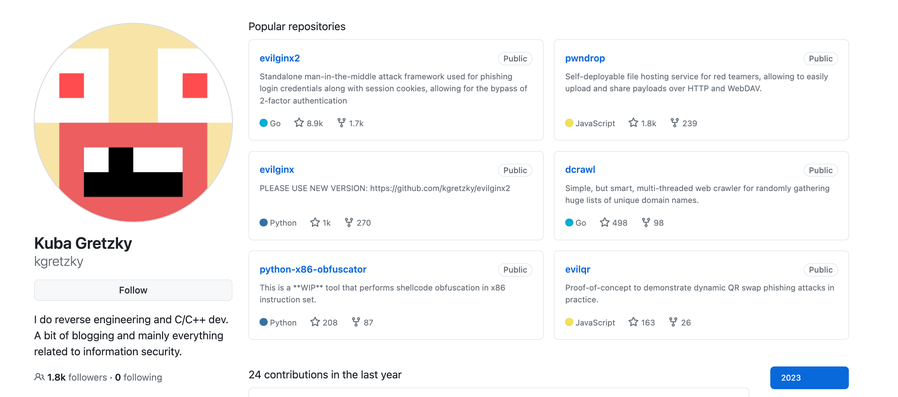 Popular repositories
evilginx2
Public
Standalone man-in-the-middle attack framework used for phishing
login credentials along with session cookies, allowing for the bypass of
2-factor authentication
Go 8.9k 1.7k
pwndrop
Public
Self-deployable file hosting service for red teamers, allowing to easily
upload and share payloads over HTTP and WebDAV.
JavaScript 1.8k 239
evilginx
Public
PLEASE USE NEW VERSION: https://github.com/kgretzky/evilginx2
Python 1k 270
dcrawl
Public
Simple, but smart, multi-threaded web crawler for randomly gathering
huge lists of unique domain names.
Go 498 98
python-x86-obfuscator
Public
This is a **WIP** tool that performs shellcode obfuscation in x86
instruction set.
Python 208 87
evilqr
Public
Proof-of-concept to demonstrate dynamic QR swap phishing attacks in
practice.
JavaScript 163 26
Kuba Gretzky
kgretzky
Follow
I do reverse engineering and C/C++ dev.
A bit of blogging and mainly everything
related to information security.
1.8k followers · 0 following
24 contributions in the last year
2023